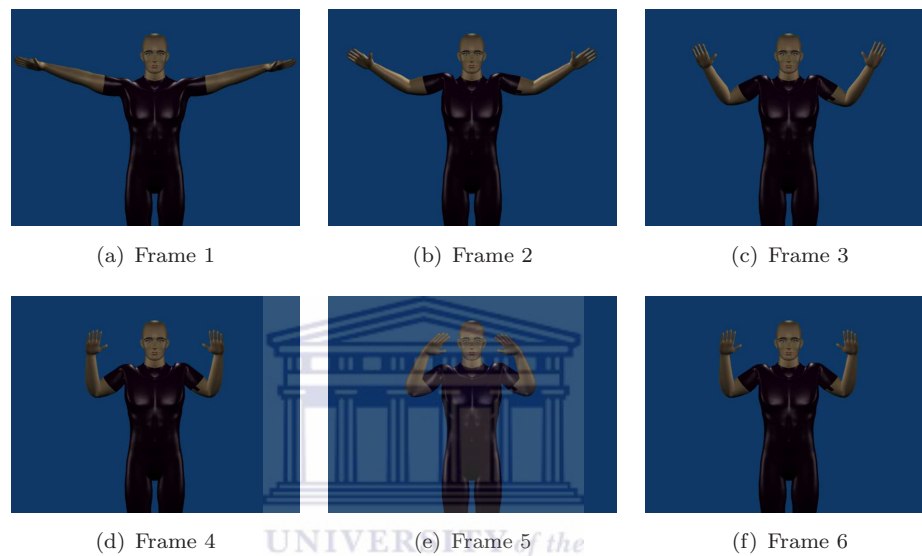 (a) Frame 1
(b) Frame 2
(c) Frame 3
(d) Frame 4
(e) Frame 5
(f) Frame 6
UNIVERSITY of the